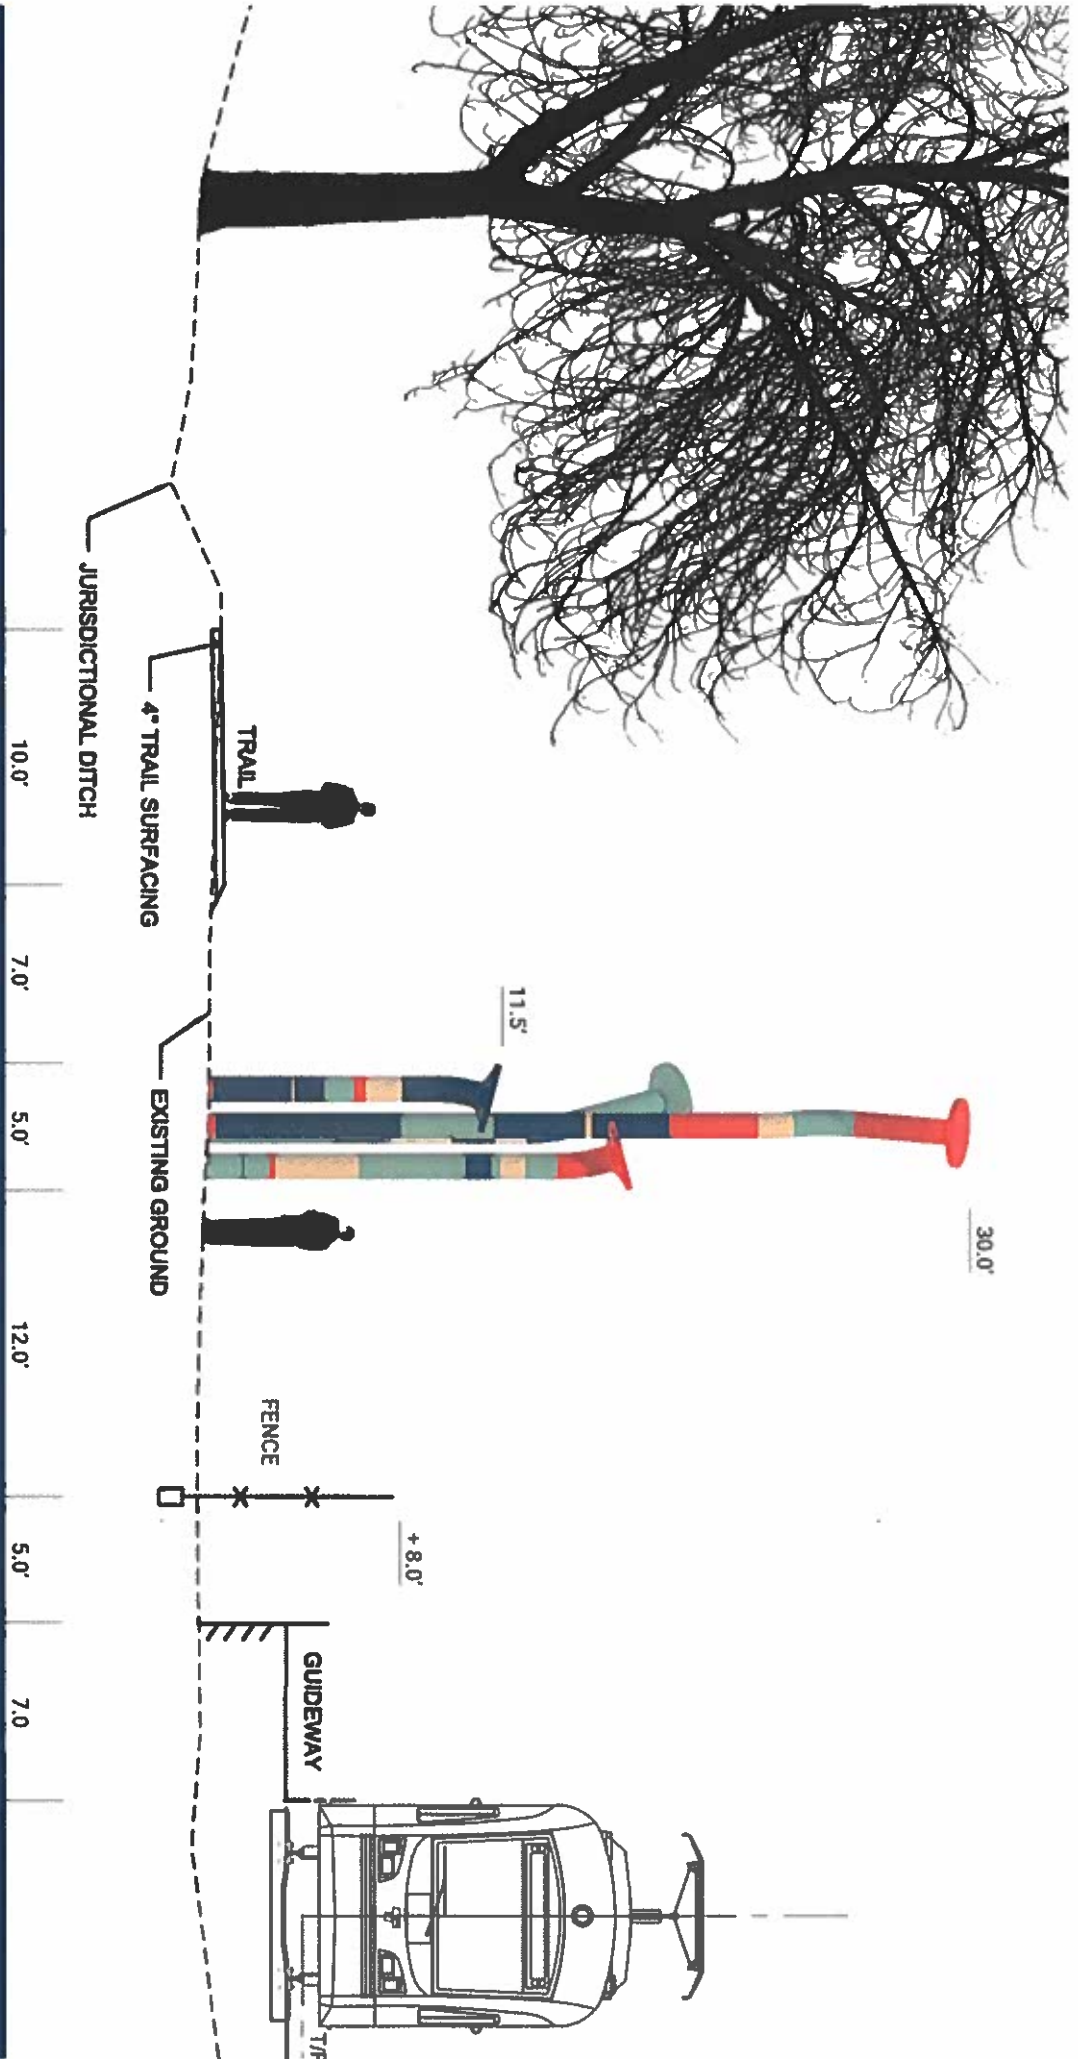 30.0'
11.5'
+ 8.0'
TRAIL
FENCE
GUIDEWAY
4" TRAIL SURFACING
EXISTING GROUND
JURISDICTIONAL DITCH
10.0'
7.0'
5.0'
12.0'
5.0'
7.0